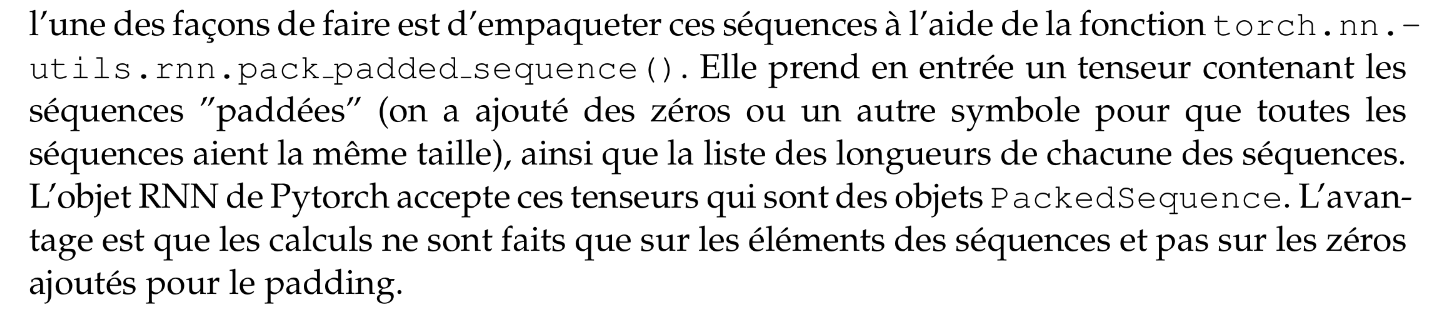 l’une des façons de faire est d’empaqueter ces séquences à l’aide de la fonction torch.nn.-
utils.rnn.pack_padded_sequence(). Elle prend en entrée un tenseur contenant les
séquences ”paddées” (on a ajouté des zéros ou un autre symbole pour que toutes les
séquences aient la même taille), ainsi que la liste des longueurs de chacune des séquences.
L’objet RNN de Pytorch accepte ces tenseurs qui sont des objets PackedSequence. L’avan-
tage est que les calculs ne sont faits que sur les éléments des séquences et pas sur les zéros
ajoutés pour le padding.